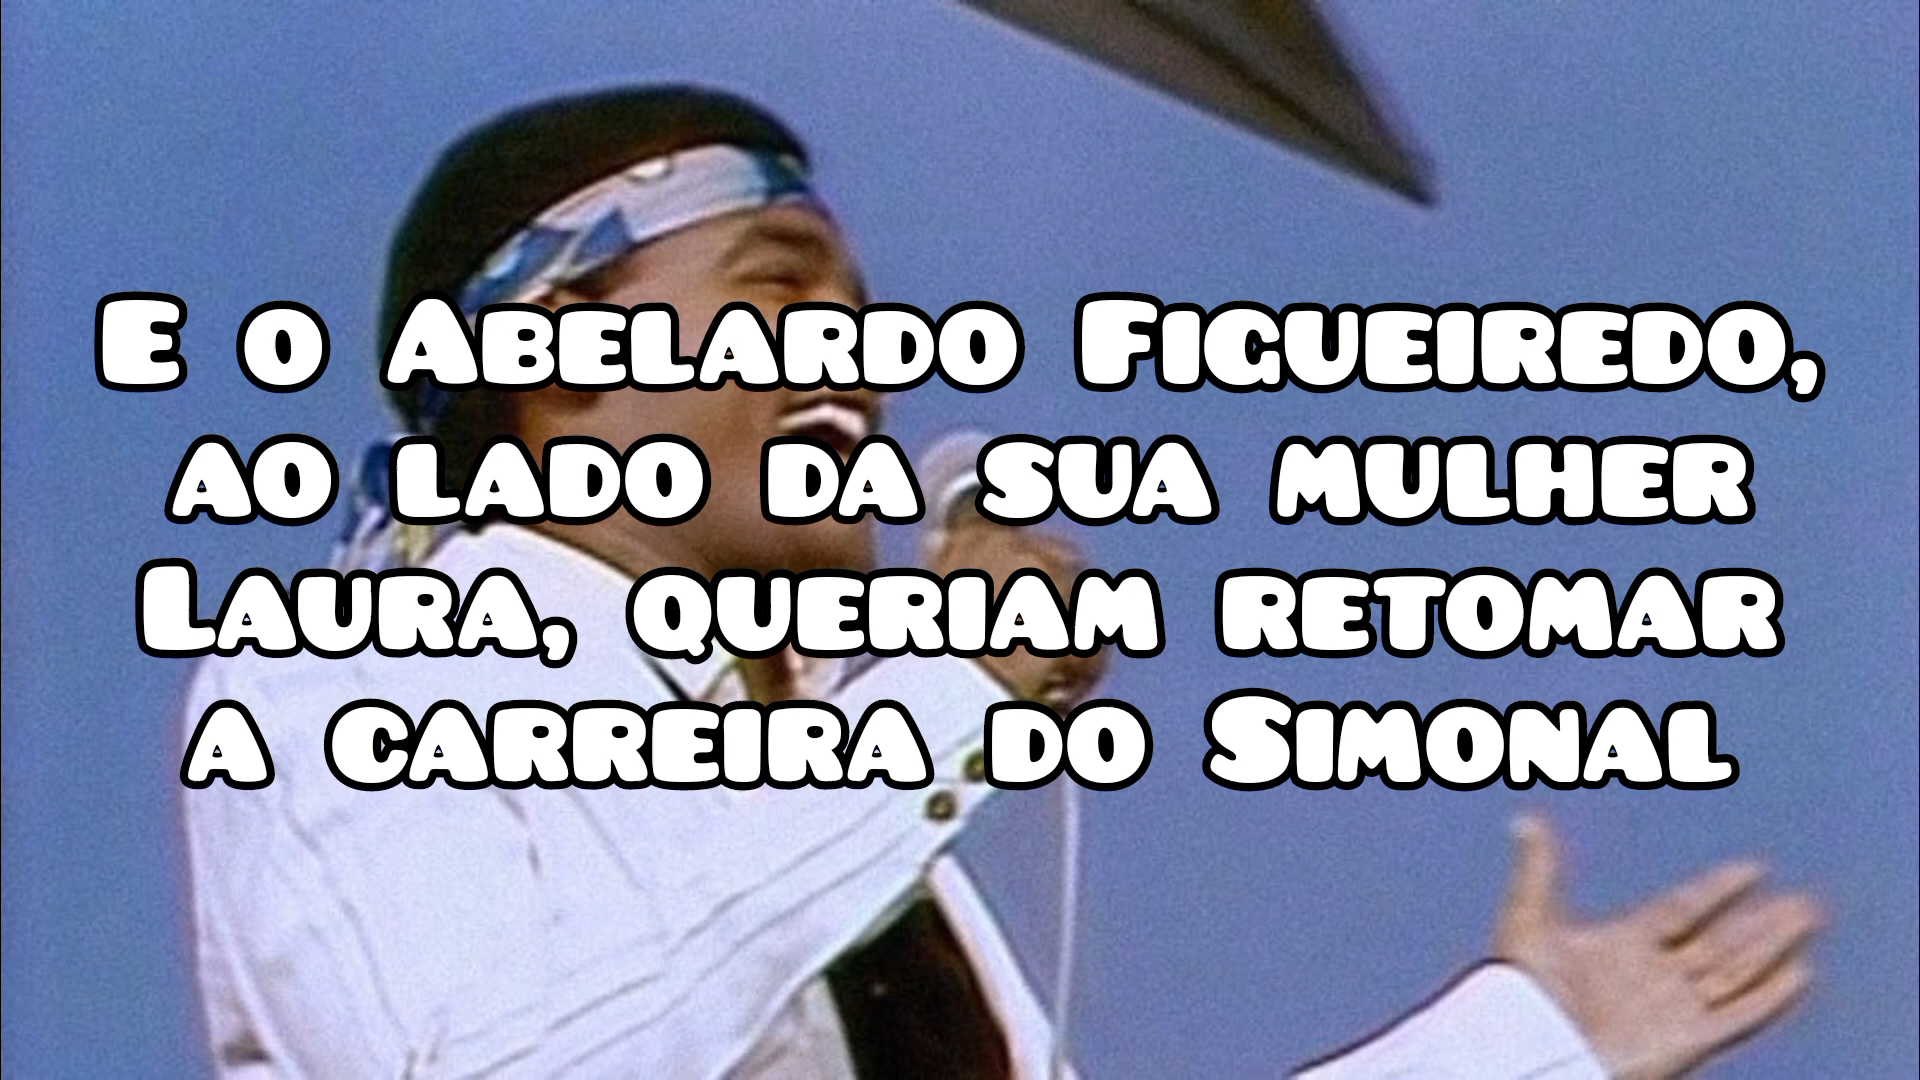 E o Abelardo Figueiredo,
ao lado da sua mulher
Laura, queriam retomar
a carreira do Simonal